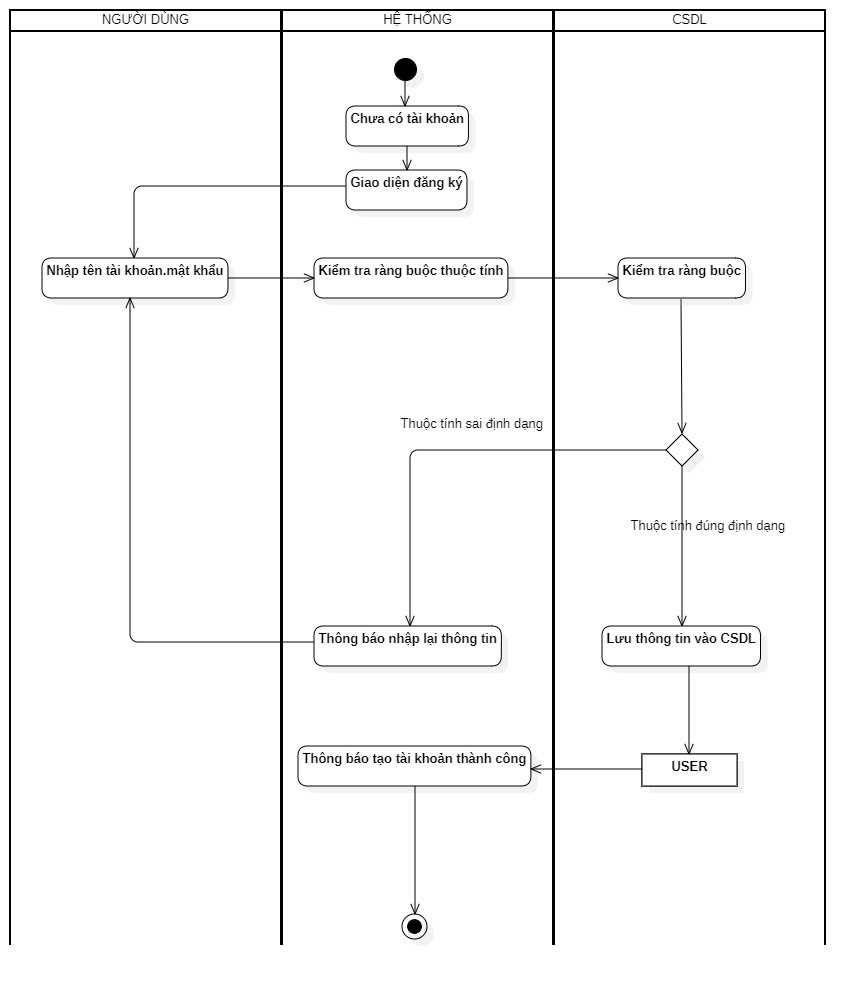 NGƯỜI DÙNG
HỆ THỐNG
CSDL
Chưa có tài khoản
Giao diện đăng ký
Nhập tên tài khoản.mật khẩu
Kiểm tra ràng buộc thuộc tính
Kiểm tra ràng buộc
Thuộc tính sai định dạng
Thuộc tính đúng định dạng
Thông báo nhập lại thông tin
Lưu thông tin vào CSDL
Thông báo tạo tài khoản thành công
USER